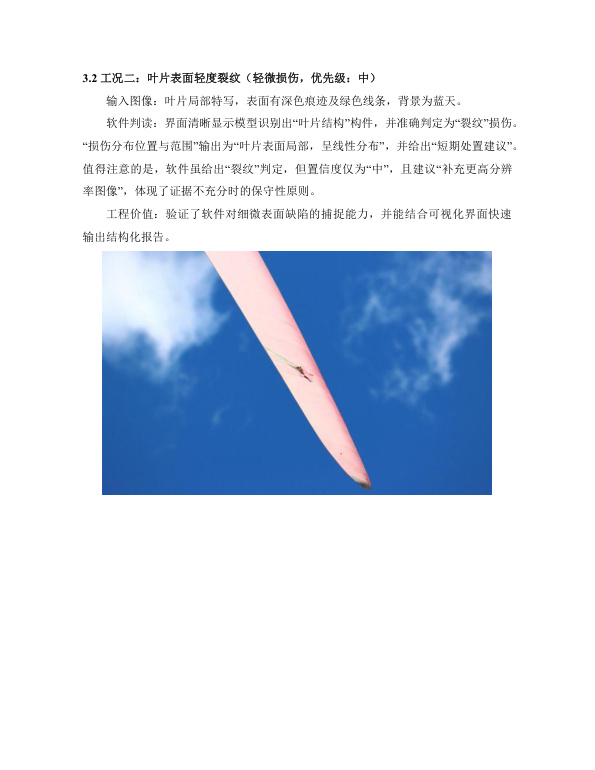 3.2 工况二：叶片表面轻度裂纹（轻微损伤，优先级：中）
输入图像：叶片局部特写，表面有深色痕迹及绿色线条，背景为蓝天。
软件判读：界面清晰显示模型识别出“叶片结构”构件，并准确判定为“裂纹”损伤。
“损伤分布位置与范围”输出为“叶片表面局部，呈线性分布”，并给出“短期处置建议”。
值得注意的是，软件虽给出“裂纹”判定，但置信度仅为“中”，且建议“补充更高分辨
率图像”，体现了证据不充分时的保守性原则。
工程价值：验证了软件对细微表面缺陷的捕捉能力，并能结合可视化界面快速
输出结构化报告。